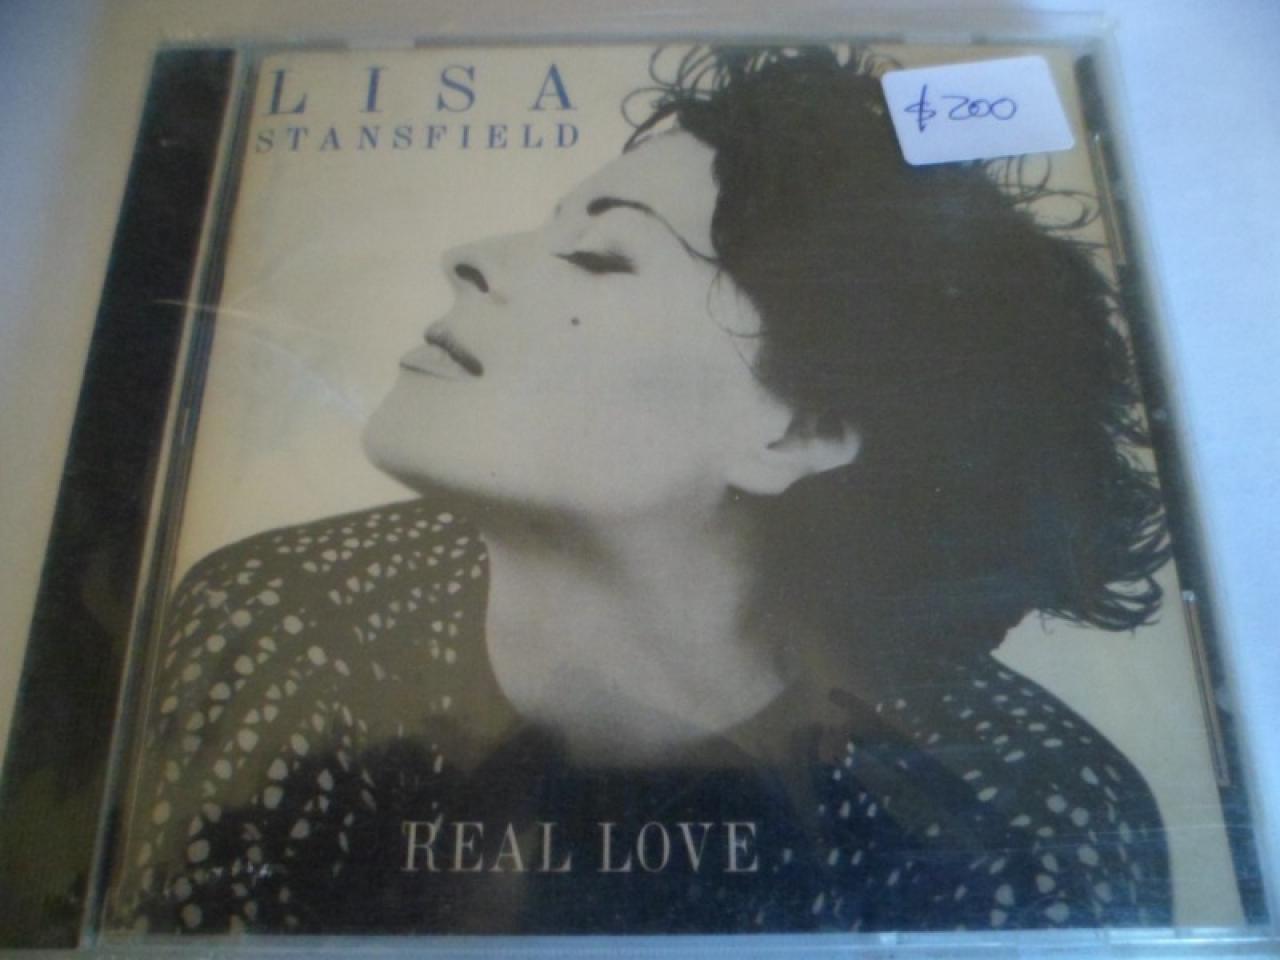 LISA
STANSFIELD
$200
REAL LOVE